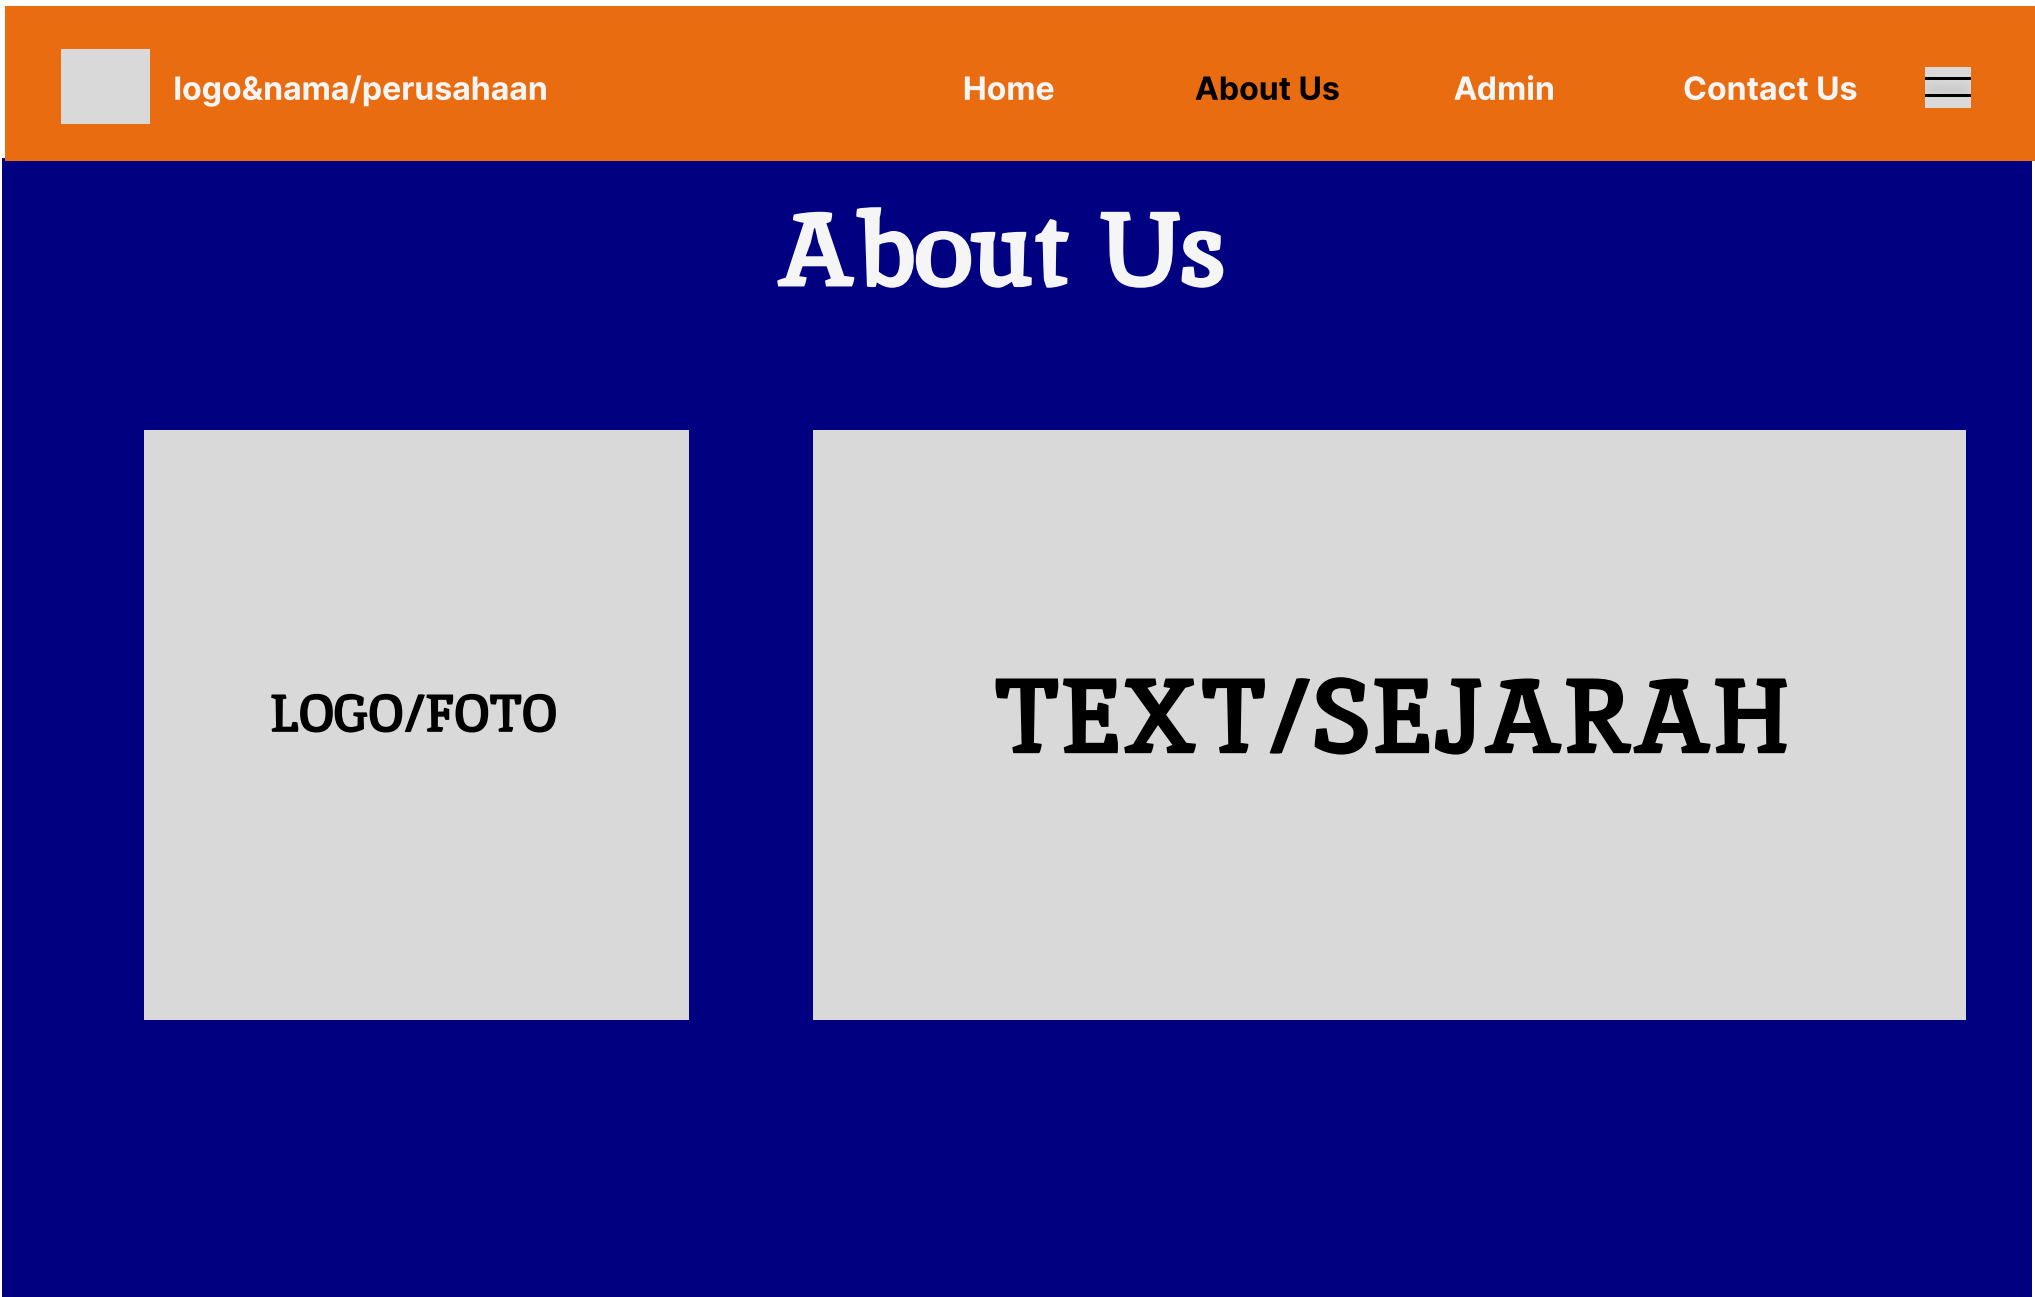 logo&nama/perusahaan
Home
About Us
Admin
Contact Us
About Us
LOGO/FOTO
TEXT/SEJARAH